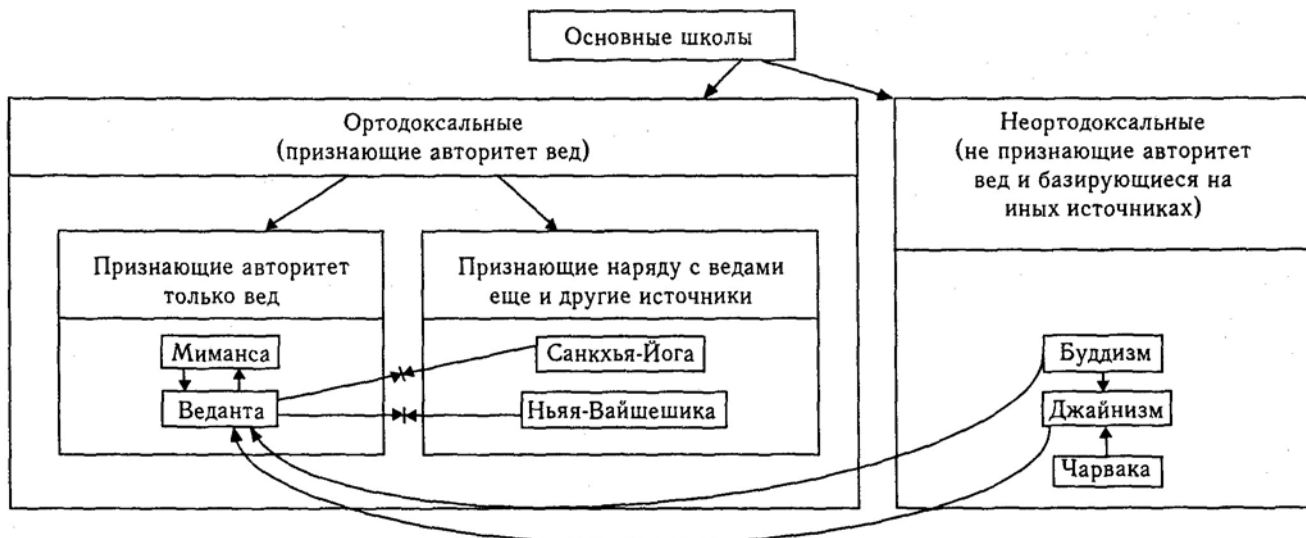 Основные школы
Ортодоксальные
(признающие авторитет вед)
Неортодоксальные
(не признающие авторитет
вед и базирующиеся на
иных источниках)
Признающие авторитет
только вед
Признающие наряду с ведами
еще и другие источники
Миманса
Веданта
Санкхья-Йога
Ньяя-Вайшешика
Буддизм
Джайнизм
Чарвака